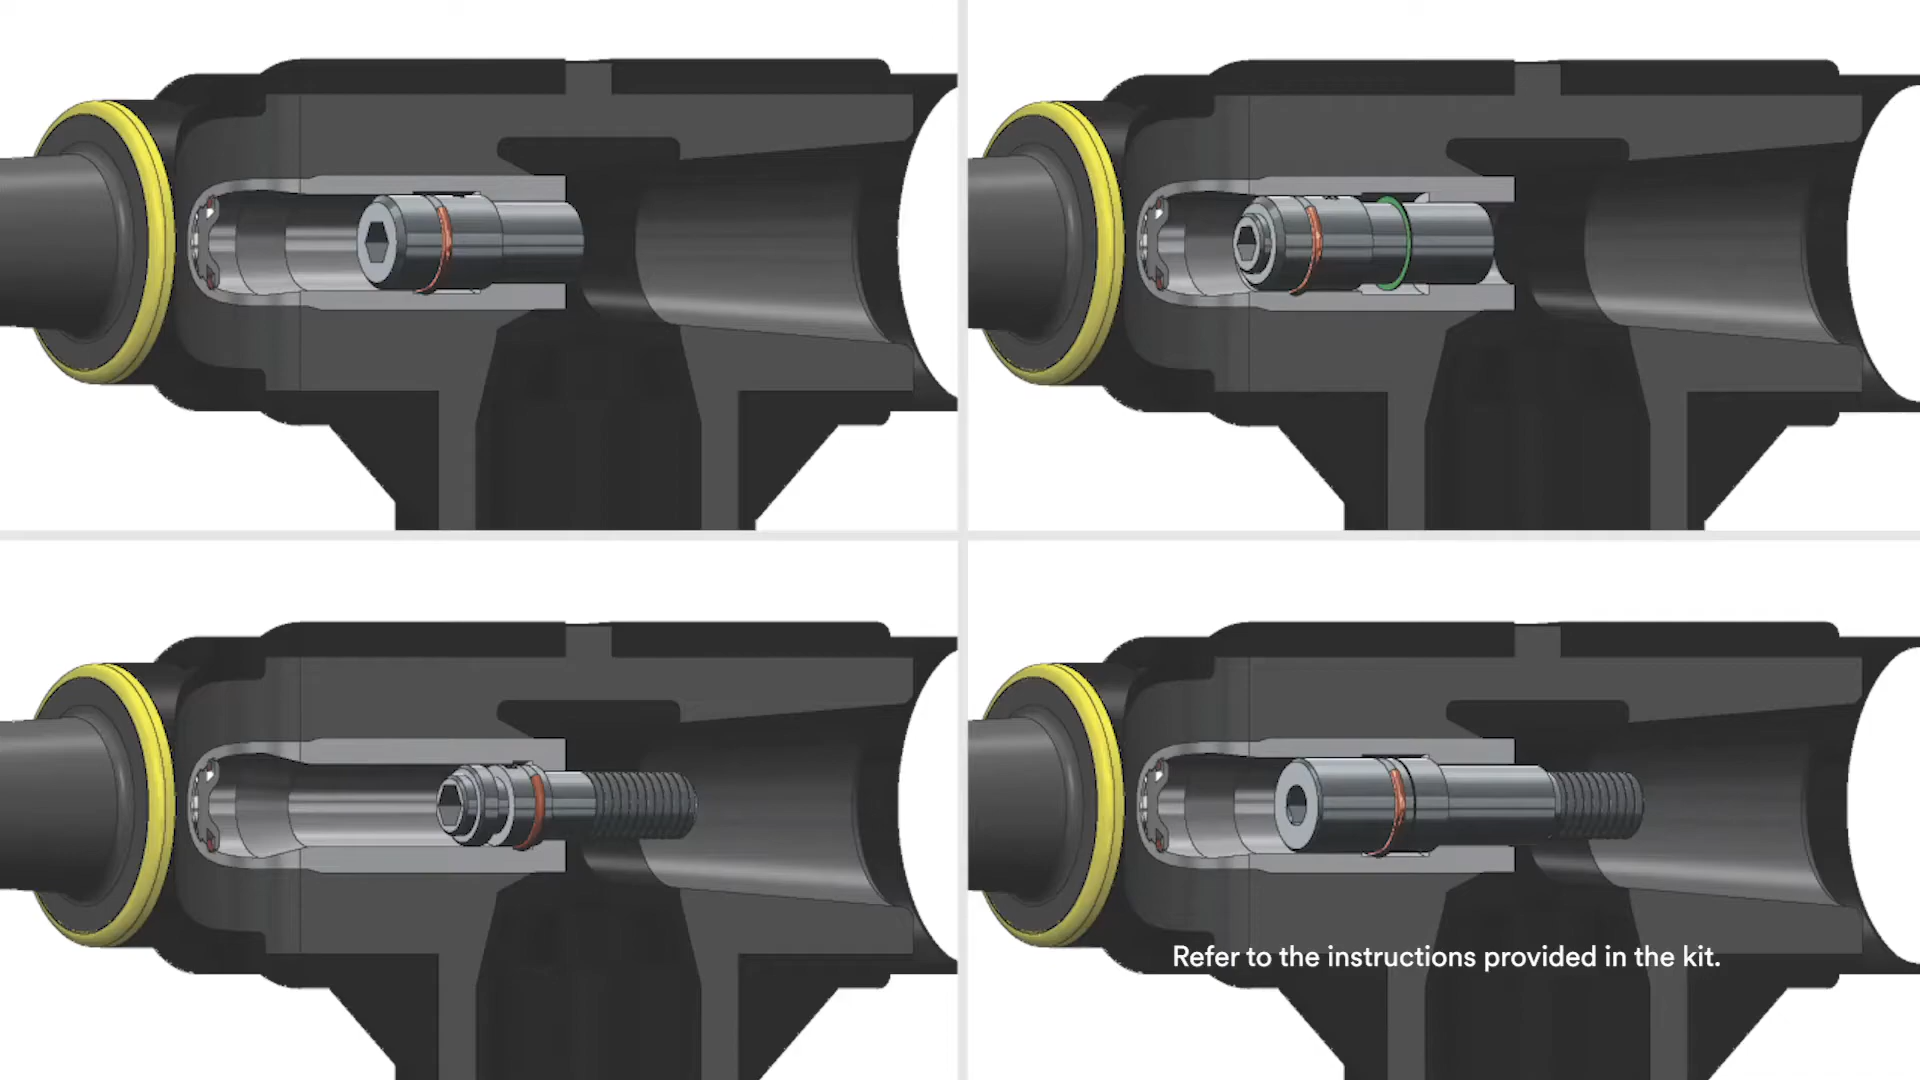 Refer to the instructions provided in the kit.